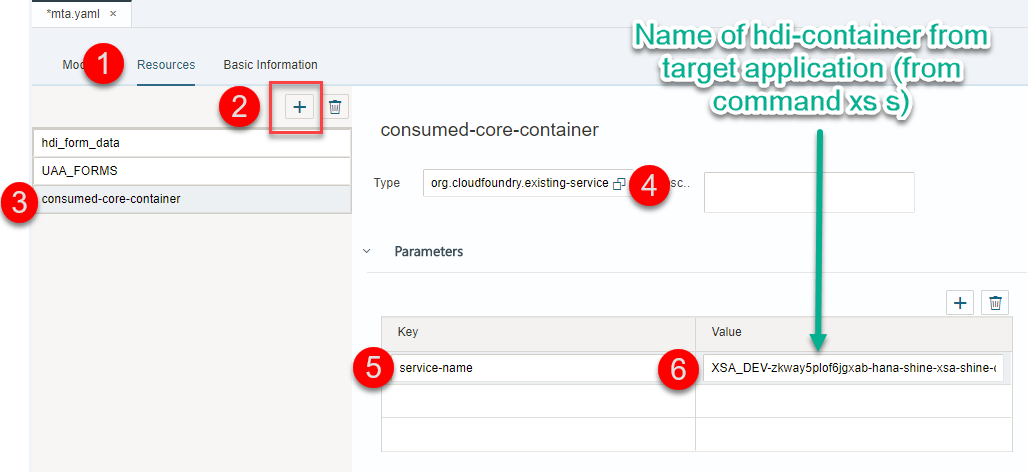 *mta.yaml ×
Name of hdi-container from
target application (from
command xs s)
1
Resources
Basic Information
2
+
hdi_form_data
UAA_FORMS
3
consumed-core-container
consumed-core-container
Type
org.cloudfoundry.existing-service
4
sc..
Parameters
+
Key
Value
5
service-name
6
XSA_DEV-zkway5plof6jgxab-hana-shine-xsa-shine-